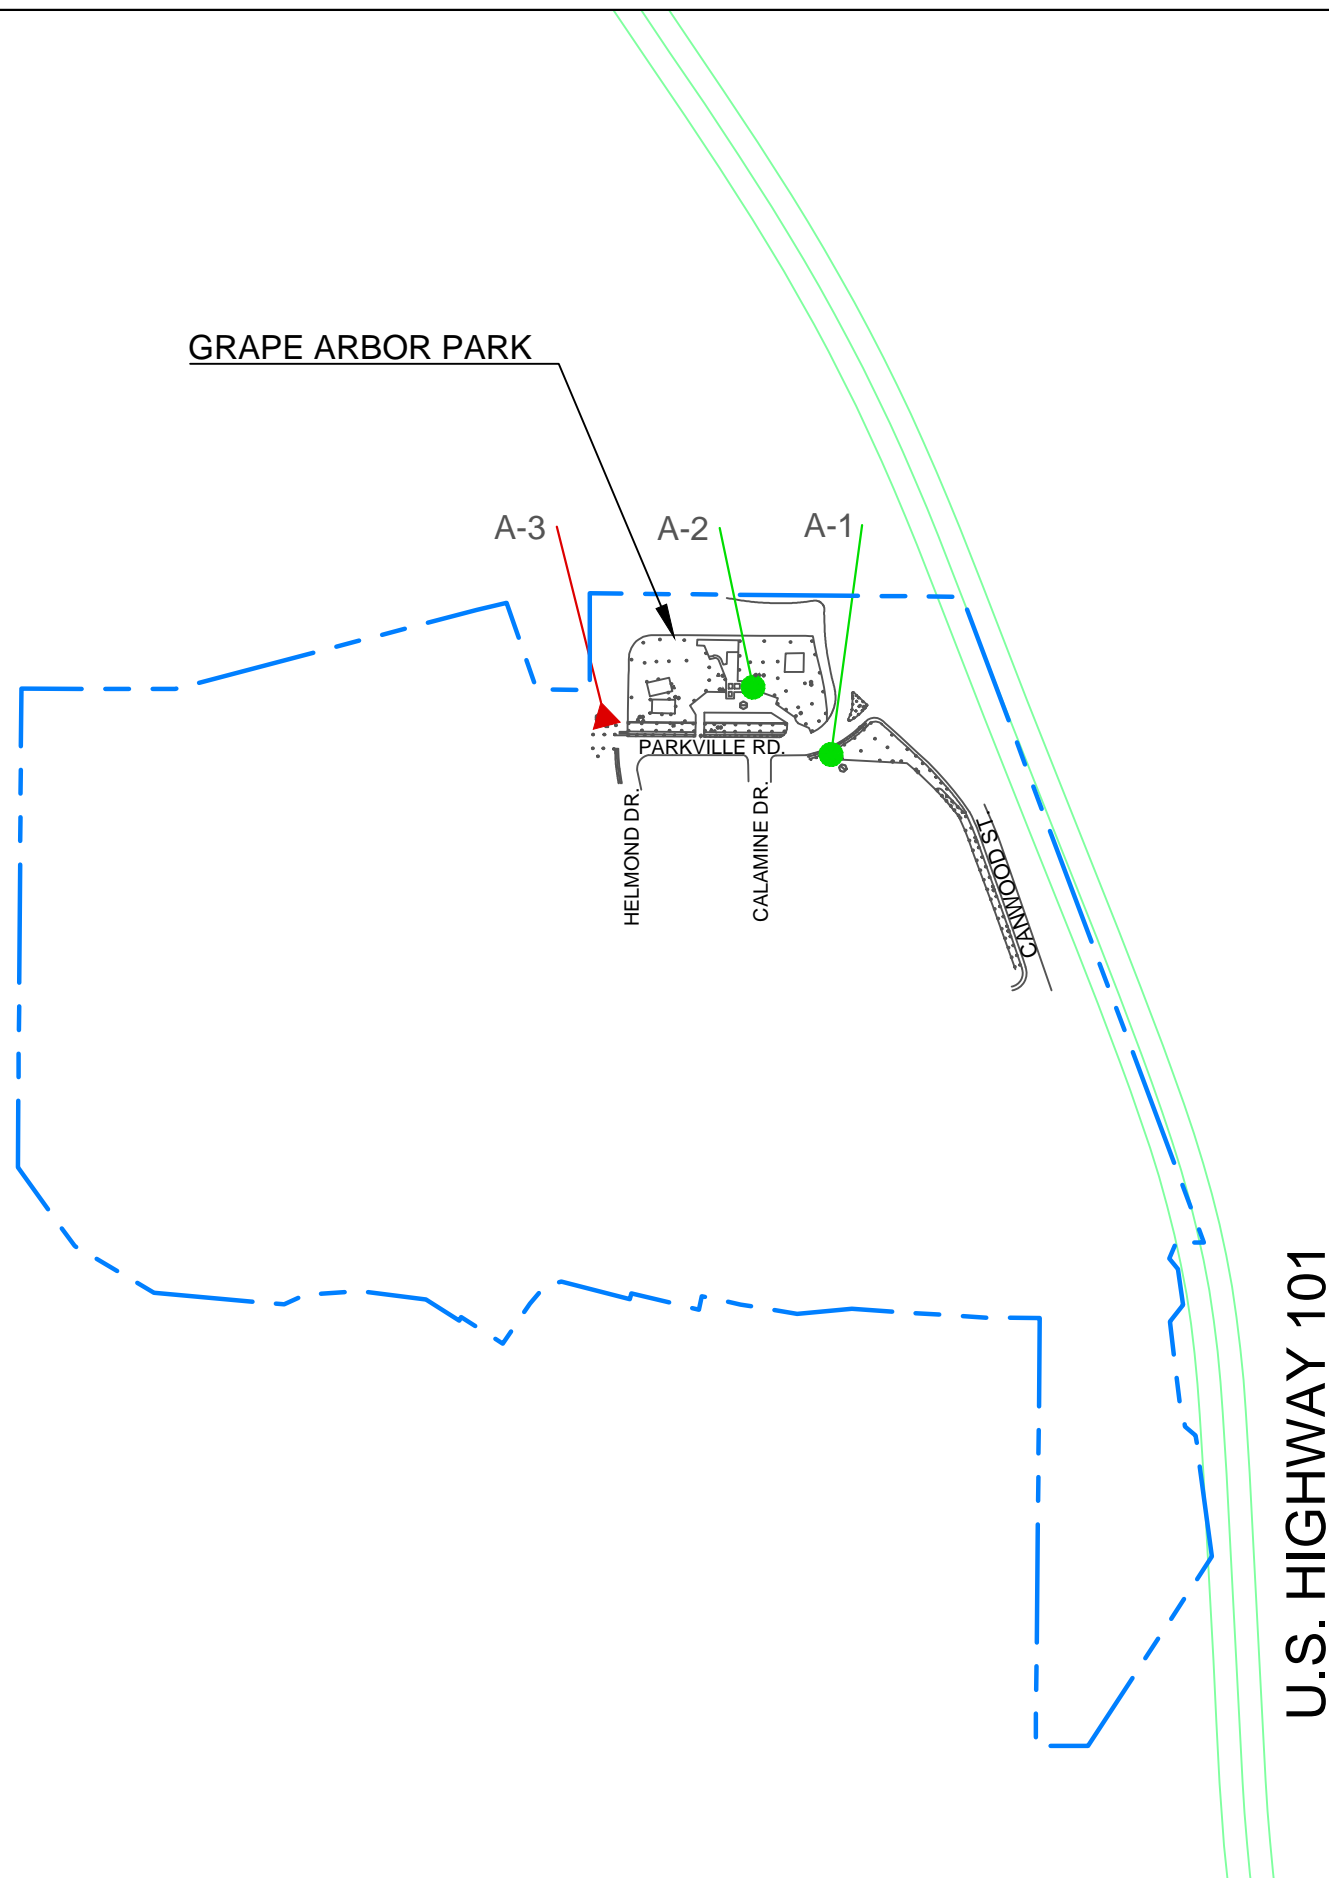 GRAPE ARBOR PARK
A-3
A-2
A-1
PARKVILLE RD.
HELMOND DR.
CALAMINE DR.
CANWOOD ST.
U.S. HIGHWAY 101